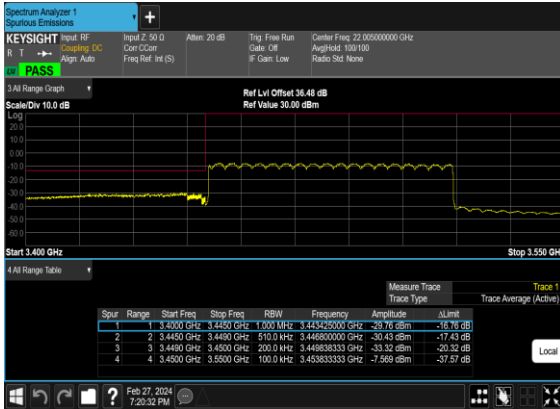 Spectrum Analyzer 1
Spurious Emissions
+
KEYSIGHT Input: RF Input Z: 50 Ω Atten: 20 dB Trig: Free Run Center Freq: 22.005000000 GHz
R T Coupling: DC Corr CCorr Gate: Off Avg|Hold: 100/100
Align: Auto Freq Ref: Int (S) IF Gain: Low Radio Std: None
PASS
3 All Range Graph
Ref Lvl Offset 36.48 dB
Scale/Div 10.0 dB Ref Value 30.00 dBm
Log
20.0
10.0
0.00
-10.0
-20.0
-30.0
-40.0
-50.0
-60.0
Start 3.400 GHz Stop 3.550 GH
4 All Range Table
Measure Trace Trace 1
Trace Type Trace Average (Active)
Spur Range Start Freq Stop Freq RBW Frequency Amplitude ΔLimit
1 1 3.4000 GHz 3.4450 GHz 1.000 MHz 3.443425000 GHz -29.76 dBm -16.76 dB
2 2 3.4450 GHz 3.4490 GHz 510.0 kHz 3.446800000 GHz -30.43 dBm -17.43 dB
3 3 3.4490 GHz 3.4500 GHz 200.0 kHz 3.449838333 GHz -33.32 dBm -20.32 dB
4 4 3.4500 GHz 3.5500 GHz 100.0 kHz 3.453833333 GHz -7.569 dBm -37.57 dB
Local
? Feb 27, 2024
7:20:32 PM